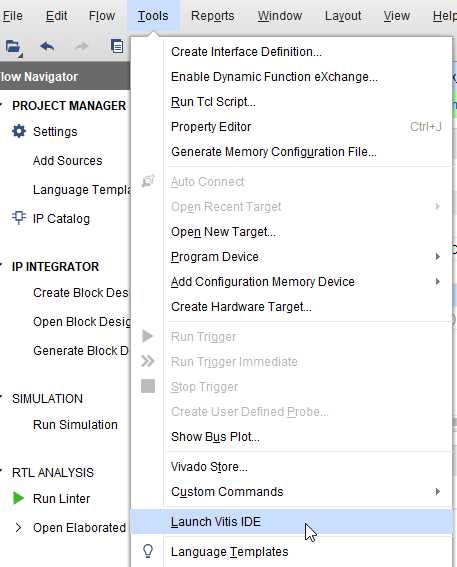 File Edit Flow Tools Reports Window Layout View Help
Flow Navigator
PROJECT MANAGER
Settings
Add Sources
Language Templa
IP Catalog
IP INTEGRATOR
Create Block Des
Open Block Desig
Generate Block D
SIMULATION
Run Simulation
RTL ANALYSIS
Run Linter
Open Elaborated
Create Interface Definition...
Enable Dynamic Function eXchange...
Run Tcl Script...
Property Editor Ctrl+J
Generate Memory Configuration File...
Auto Connect
Open Recent Target
Open New Target...
Program Device
Add Configuration Memory Device
Create Hardware Target...
Run Trigger
Run Trigger Immediate
Stop Trigger
Create User Defined Probe...
Show Bus Plot...
Vivado Store...
Custom Commands
Launch Vitis IDE
Language Templates